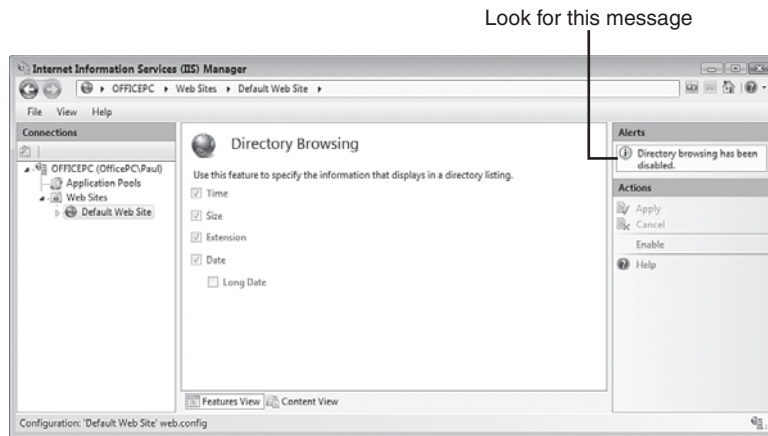 Look for this message
Internet Information Services (IIS) Manager
OFFICEPC Web Sites Default Web Site
File View Help
Connections
OFFICEPC (OfficePC\Paul)
Application Pools
Web Sites
Default Web Site
Directory Browsing
Use this feature to specify the information that displays in a directory listing.
Time
Size
Extension
Date
Long Date
Features View Content View
Alerts
Directory browsing has been
disabled.
Actions
Apply
Cancel
Enable
Help
Configuration: 'Default Web Site' web.config